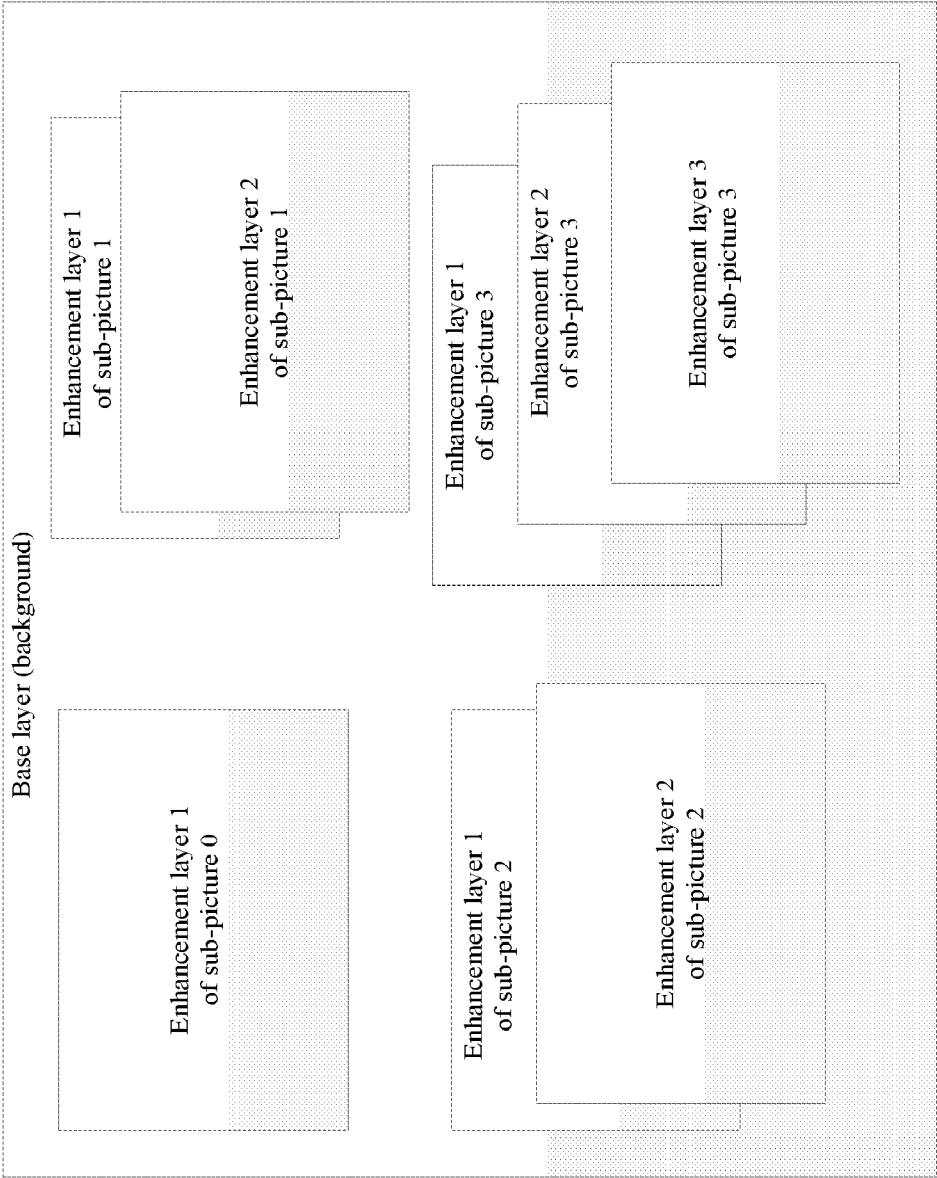 Base layer (background)
Enhancement layer 1
of sub-picture 0
Enhancement layer 1
of sub-picture 1
Enhancement layer 2
of sub-picture 1
Enhancement layer 1
of sub-picture 2
Enhancement layer 2
of sub-picture 2
Enhancement layer 1
of sub-picture 3
Enhancement layer 2
of sub-picture 3
Enhancement layer 3
of sub-picture 3